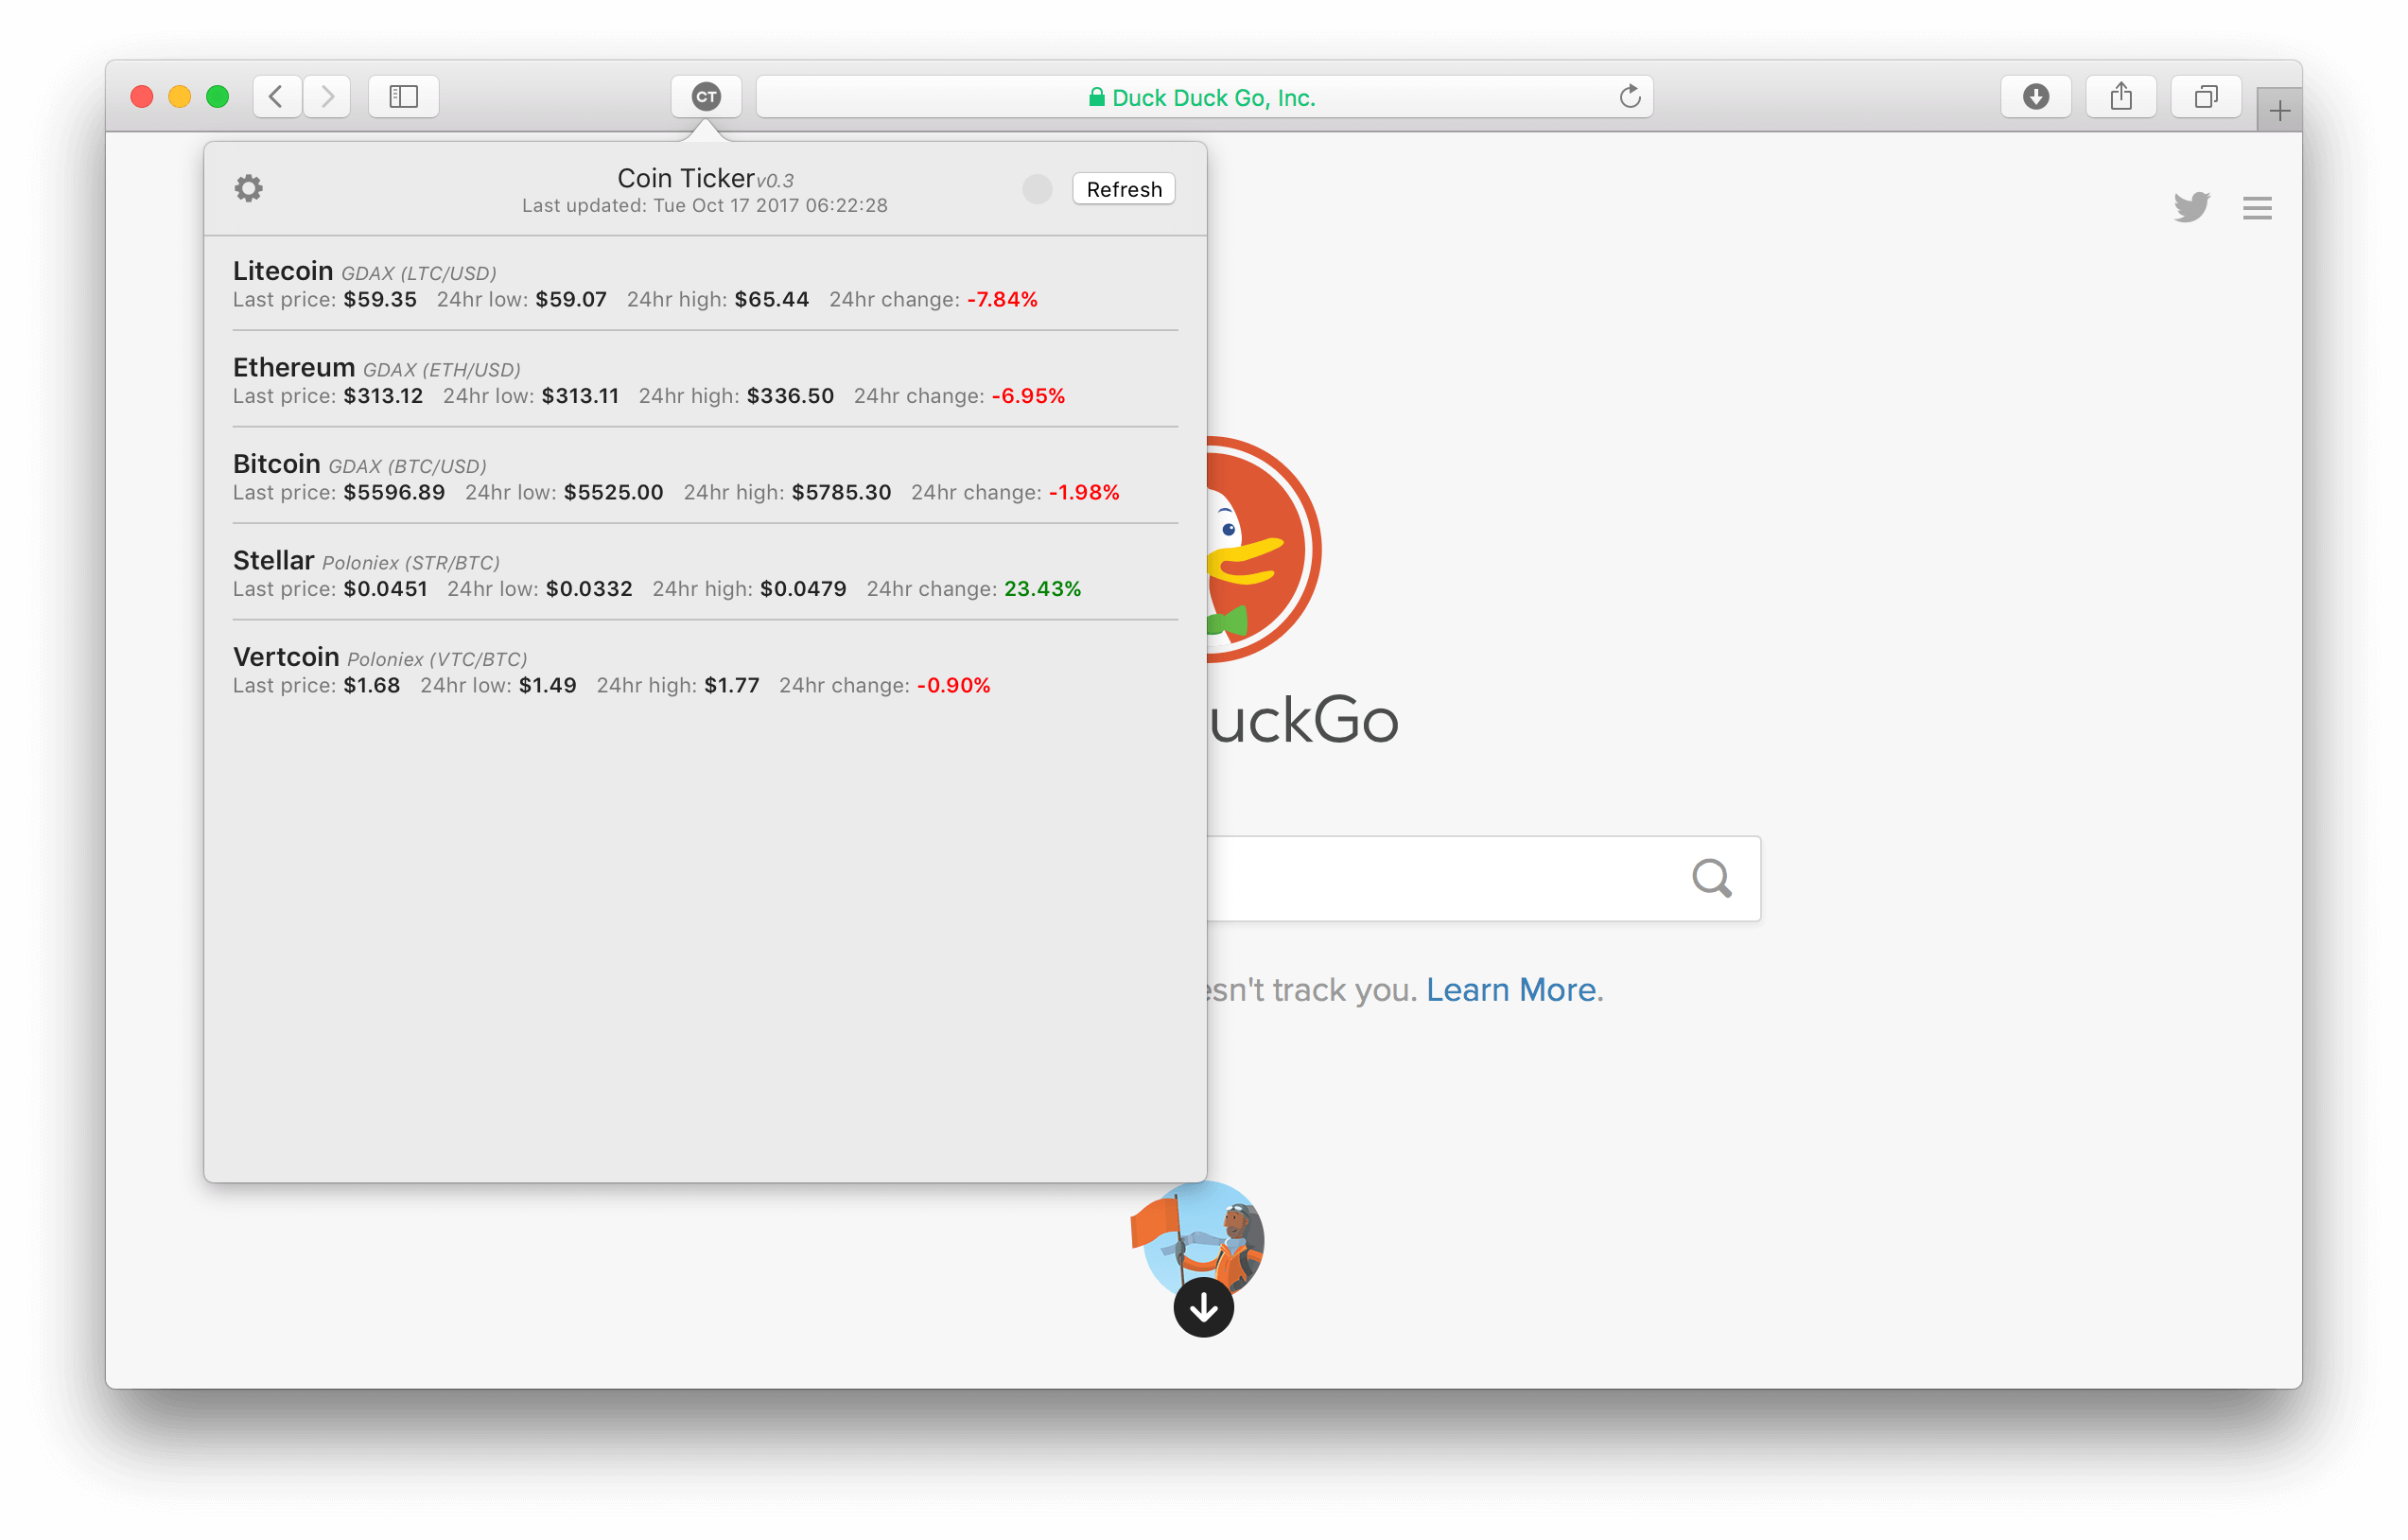 CT
Duck Duck Go, Inc.
Coin Ticker v0.3
Last updated: Tue Oct 17 2017 06:22:28
Refresh
Litecoin GDAX (LTC/USD)
Last price: $59.35 24hr low: $59.07 24hr high: $65.44 24hr change: -7.84%
Ethereum GDAX (ETH/USD)
Last price: $313.12 24hr low: $313.11 24hr high: $336.50 24hr change: -6.95%
Bitcoin GDAX (BTC/USD)
Last price: $5596.89 24hr low: $5525.00 24hr high: $5785.30 24hr change: -1.98%
Stellar Poloniex (STR/BTC)
Last price: $0.0451 24hr low: $0.0332 24hr high: $0.0479 24hr change: 23.43%
Vertcoin Poloniex (VTC/BTC)
Last price: $1.68 24hr low: $1.49 24hr high: $1.77 24hr change: -0.90%
uckGo
esn't track you. Learn More.